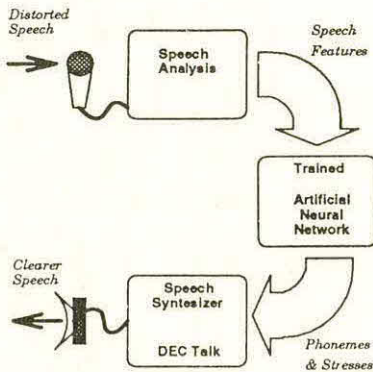 Distorted
Speech
Speech
Analysis
Speech
Features
Trained
Artificial
Neural
Network
Clearer
Speech
Speech
Syntesizer
DEC Talk
Phonemes
& Stresses